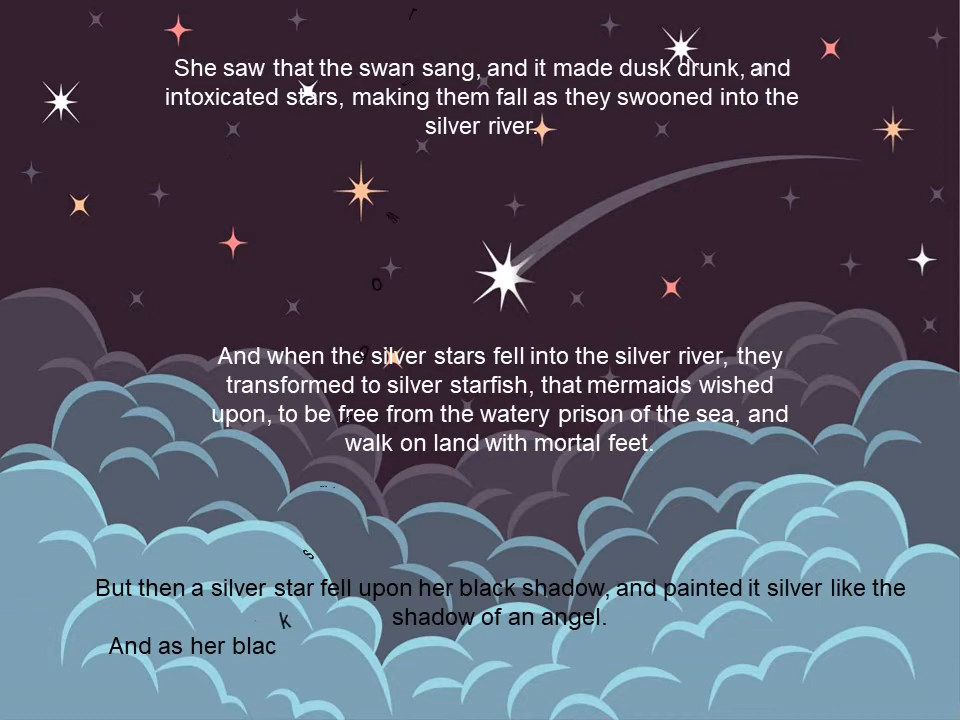 She saw that the swan sang, and it made dusk drunk, and
intoxicated stars, making them fall as they swooned into the
silver river.
And when the silver stars fell into the silver river, they
transformed to silver starfish, that mermaids wished
upon, to be free from the watery prison of the sea, and
walk on land with mortal feet.
But then a silver star fell upon her black shadow, and painted it silver like the
shadow of an angel.
And as her blac k